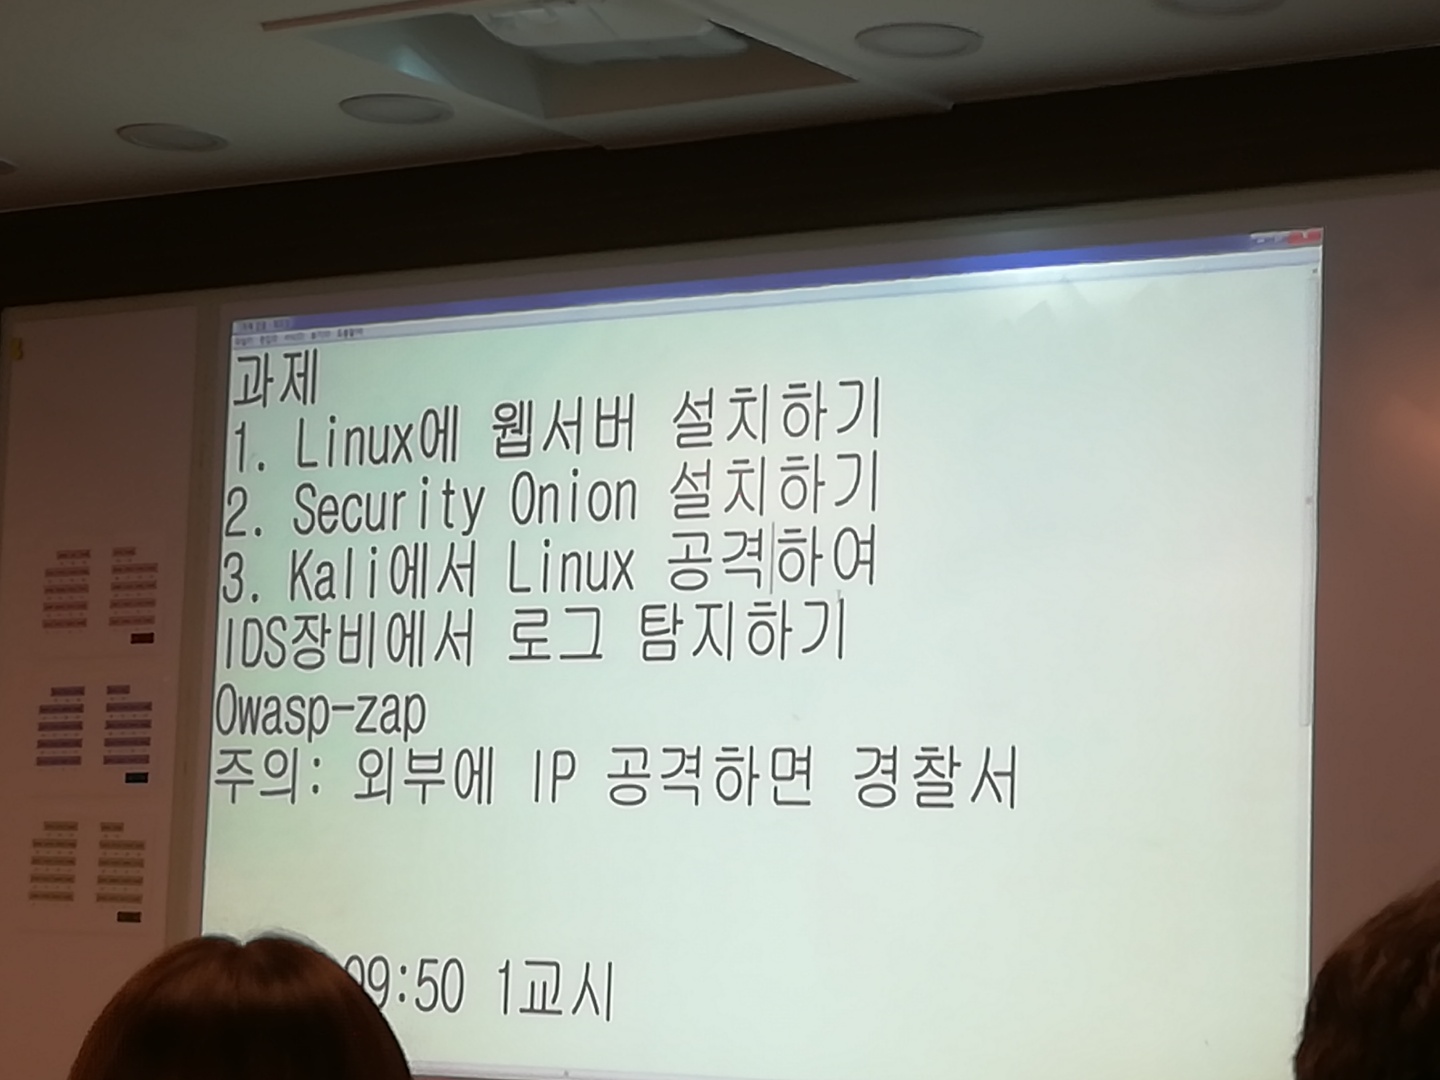 과제
1. Linux에 웹서버 설치하기
2. Security Onion 설치하기
3. Kali에서 Linux 공격하여
IDS장비에서 로그 탐지하기
Owasp-zap
주의: 외부에 IP 공격하면 경찰서
09:50 1교시